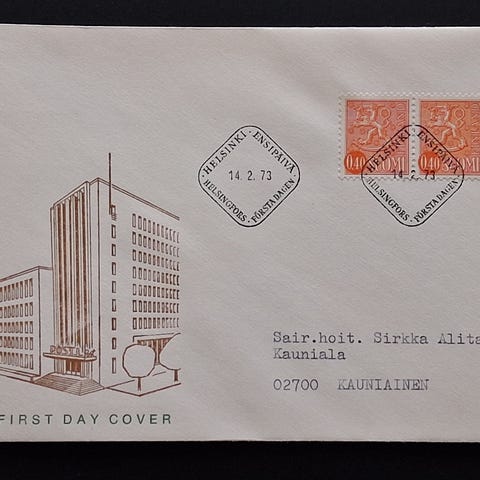 HELSINKI · ENSIPÄIVÄ
14.2.73
HELSINGFORS · FÖRSTA DAGEN
0,40 SUOMI
0,40 SUOMI
FINLAND
HELSINKI · ENSIPÄIVÄ
14.2.73
HELSINGFORS · FÖRSTA DAGEN
POSTI
Sair.hoit. Sirkka Alita
Kauniala
02700 KAUNIAINEN
FIRST DAY COVER